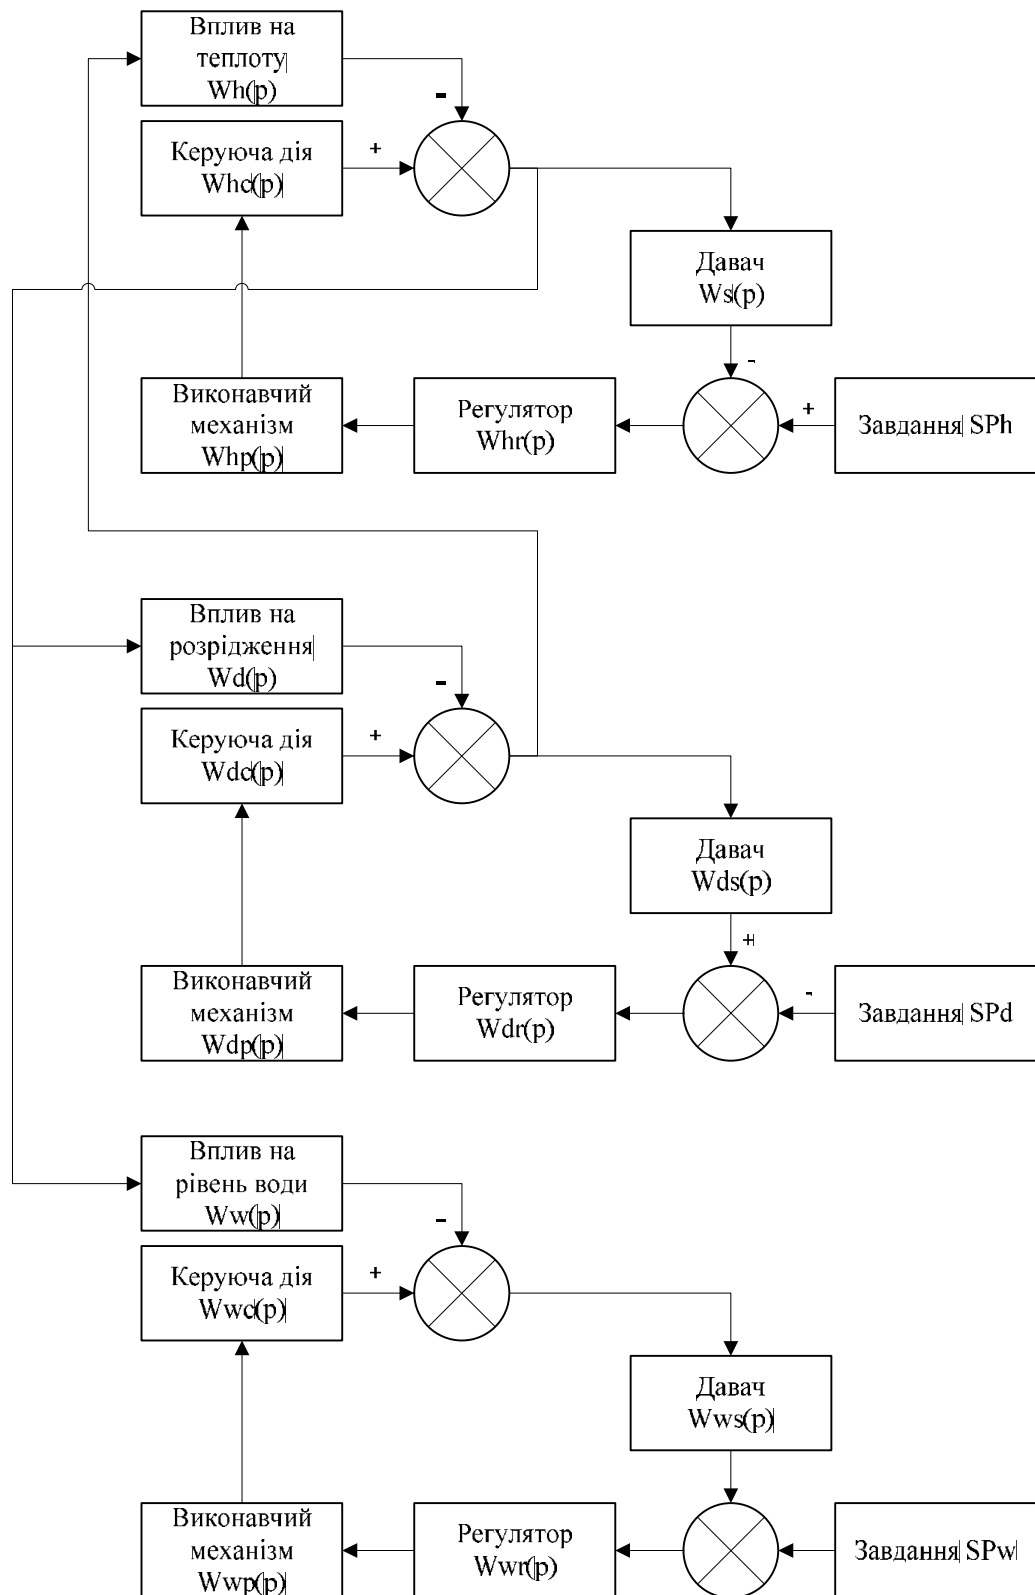 Вплив на
теплоту
Wh(p)
-
Керуюча дія
Whc(p)
+
Давач
Ws(p)
-
Виконавчий
механізм
Whp(p)
Регулятор
Whr(p)
+
Завдання SPh
Вплив на
розрідження
Wd(p)
-
Керуюча дія
Wdc(p)
+
Давач
Wds(p)
+
Виконавчий
механізм
Wdp(p)
Регулятор
Wdr(p)
-
Завдання SPd
Вплив на
рівень води
Ww(p)
-
Керуюча дія
Wwc(p)
+
Давач
Wws(p)
Виконавчий
механізм
Wwp(p)
Регулятор
Wwr(p)
Завдання SPw